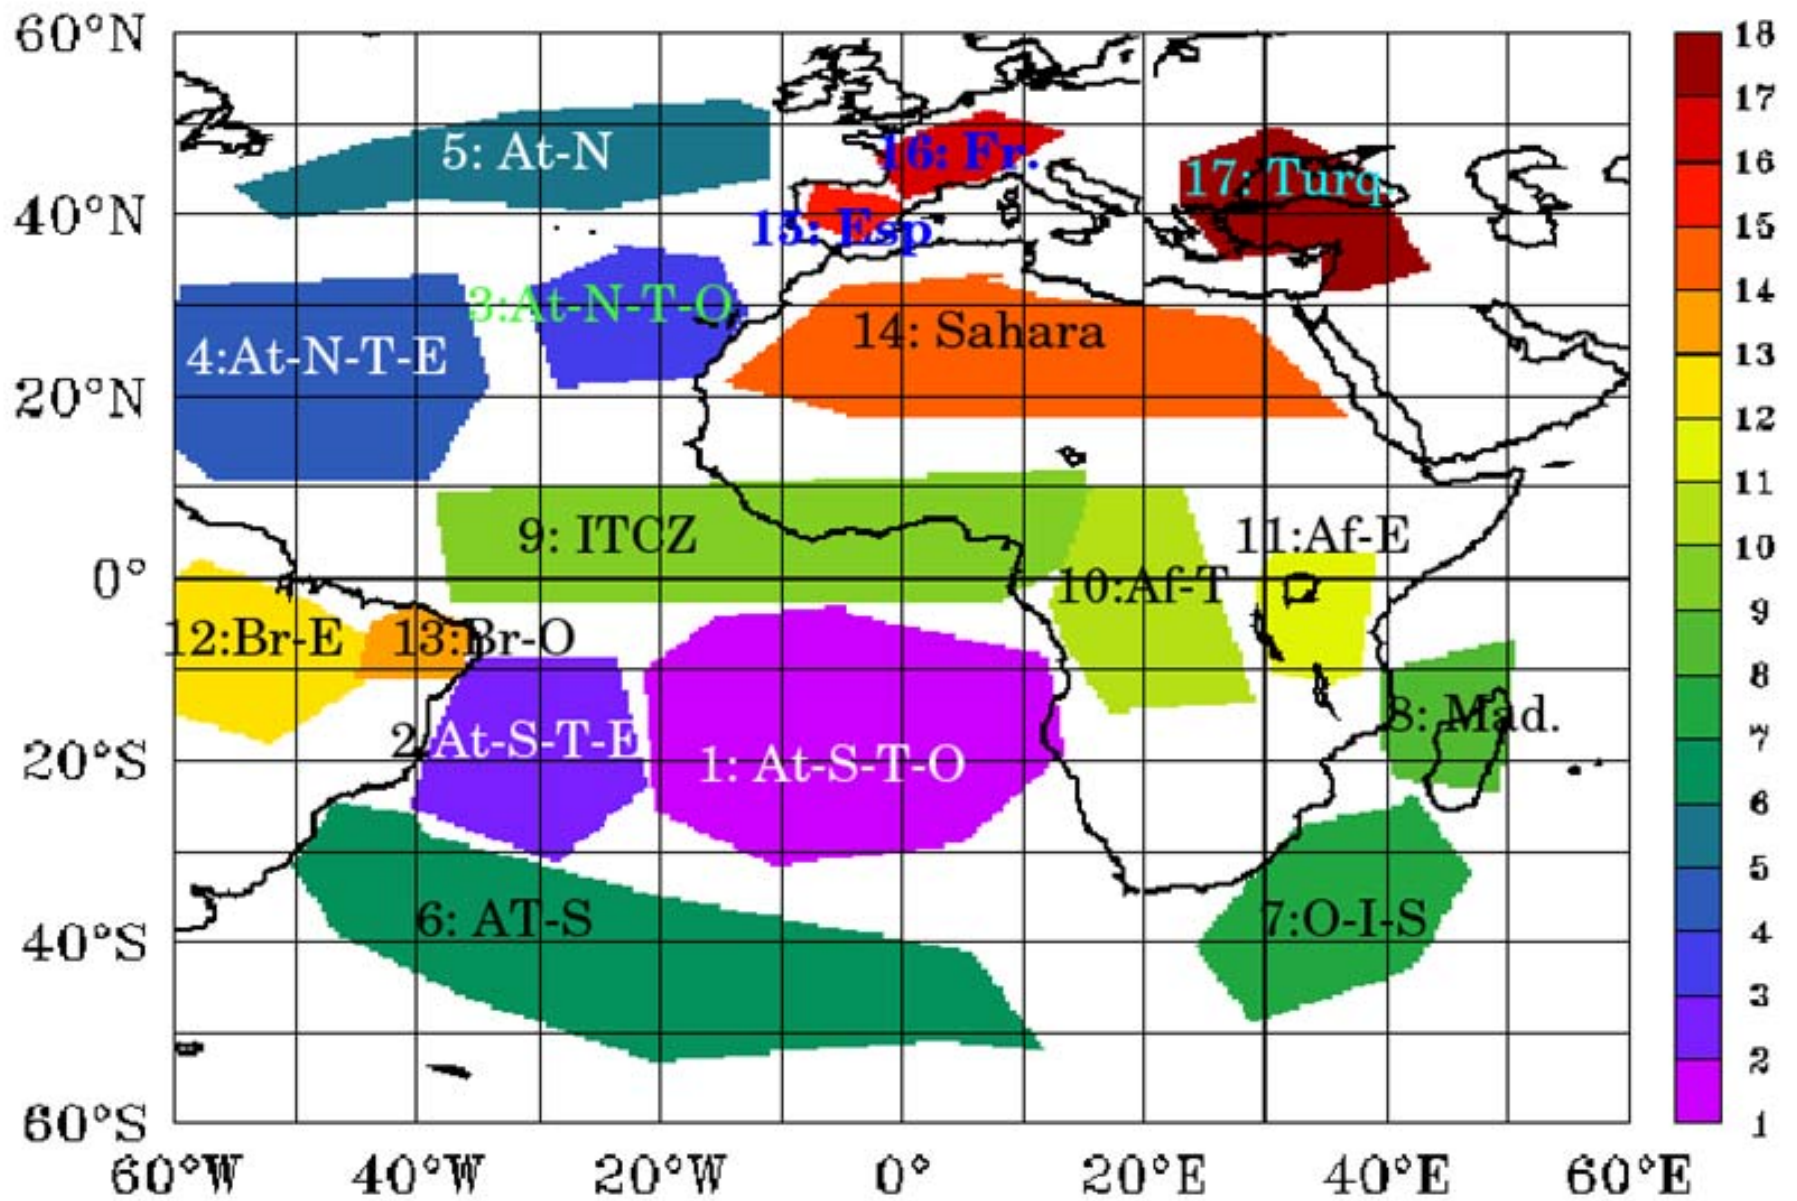 60°N
40°N
20°N
0°
20°S
40°S
60°S
5: At-N
16: Fr.
17: Turq.
15: Esp
3:At-N-T-O
4:At-N-T-E
14: Sahara
9: ITCZ
11:Af-E
10:Af-T
12:Br-E
13:Br-O
8: Mad.
2:At-S-T-E
1: At-S-T-O
6: AT-S
7:O-I-S
60°W
40°W
20°W
0°
20°E
40°E
60°E
18
17
16
15
14
13
12
11
10
9
8
7
6
5
4
3
2
1